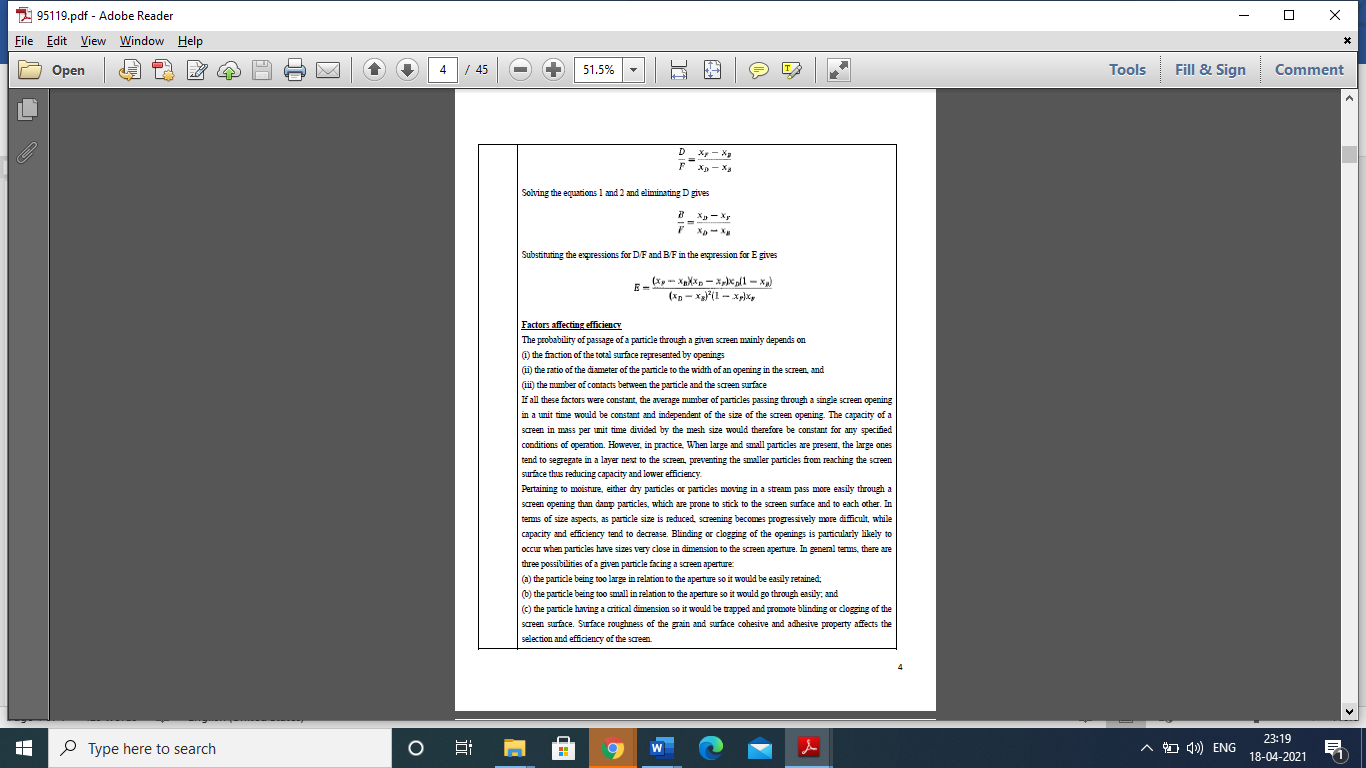 95119.pdf - Adobe Reader
File Edit View Window Help
Open 4 / 45 51.5% Tools Fill & Sign Comment
D/F = (x_F − x_B)/(x_D − x_B)
Solving the equations 1 and 2 and eliminating D gives
B/F = (x_D − x_F)/(x_D − x_B)
Substituting the expressions for D/F and B/F in the expression for E gives
E = (x_F − x_B)(x_D − x_F)x_D(1 − x_B)/(x_D − x_B)²(1 − x_F)x_F
Factors affecting efficiency
The probability of passage of a particle through a given screen mainly depends on
(i) the fraction of the total surface represented by openings
(ii) the ratio of the diameter of the particle to the width of an opening in the screen, and
(iii) the number of contacts between the particle and the screen surface
If all these factors were constant, the average number of particles passing through a single screen opening
in a unit time would be constant and independent of the size of the screen opening. The capacity of a
screen in mass per unit time divided by the mesh size would therefore be constant for any specified
conditions of operation. However, in practice, When large and small particles are present, the large ones
tend to segregate in a layer next to the screen, preventing the smaller particles from reaching the screen
surface thus reducing capacity and lower efficiency.
Pertaining to moisture, either dry particles or particles moving in a stream pass more easily through a
screen opening than damp particles, which are prone to stick to the screen surface and to each other. In
terms of size aspects, as particle size is reduced, screening becomes progressively more difficult, while
capacity and efficiency tend to decrease. Blinding or clogging of the openings is particularly likely to
occur when particles have sizes very close in dimension to the screen aperture. In general terms, there are
three possibilities of a given particle facing a screen aperture:
(a) the particle being too large in relation to the aperture so it would be easily retained;
(b) the particle being too small in relation to the aperture so it would go through easily; and
(c) the particle having a critical dimension so it would be trapped and promote blinding or clogging of the
screen surface. Surface roughness of the grain and surface cohesive and adhesive property affects the
selection and efficiency of the screen.
4
Type here to search
ENG
23:19
18-04-2021
1